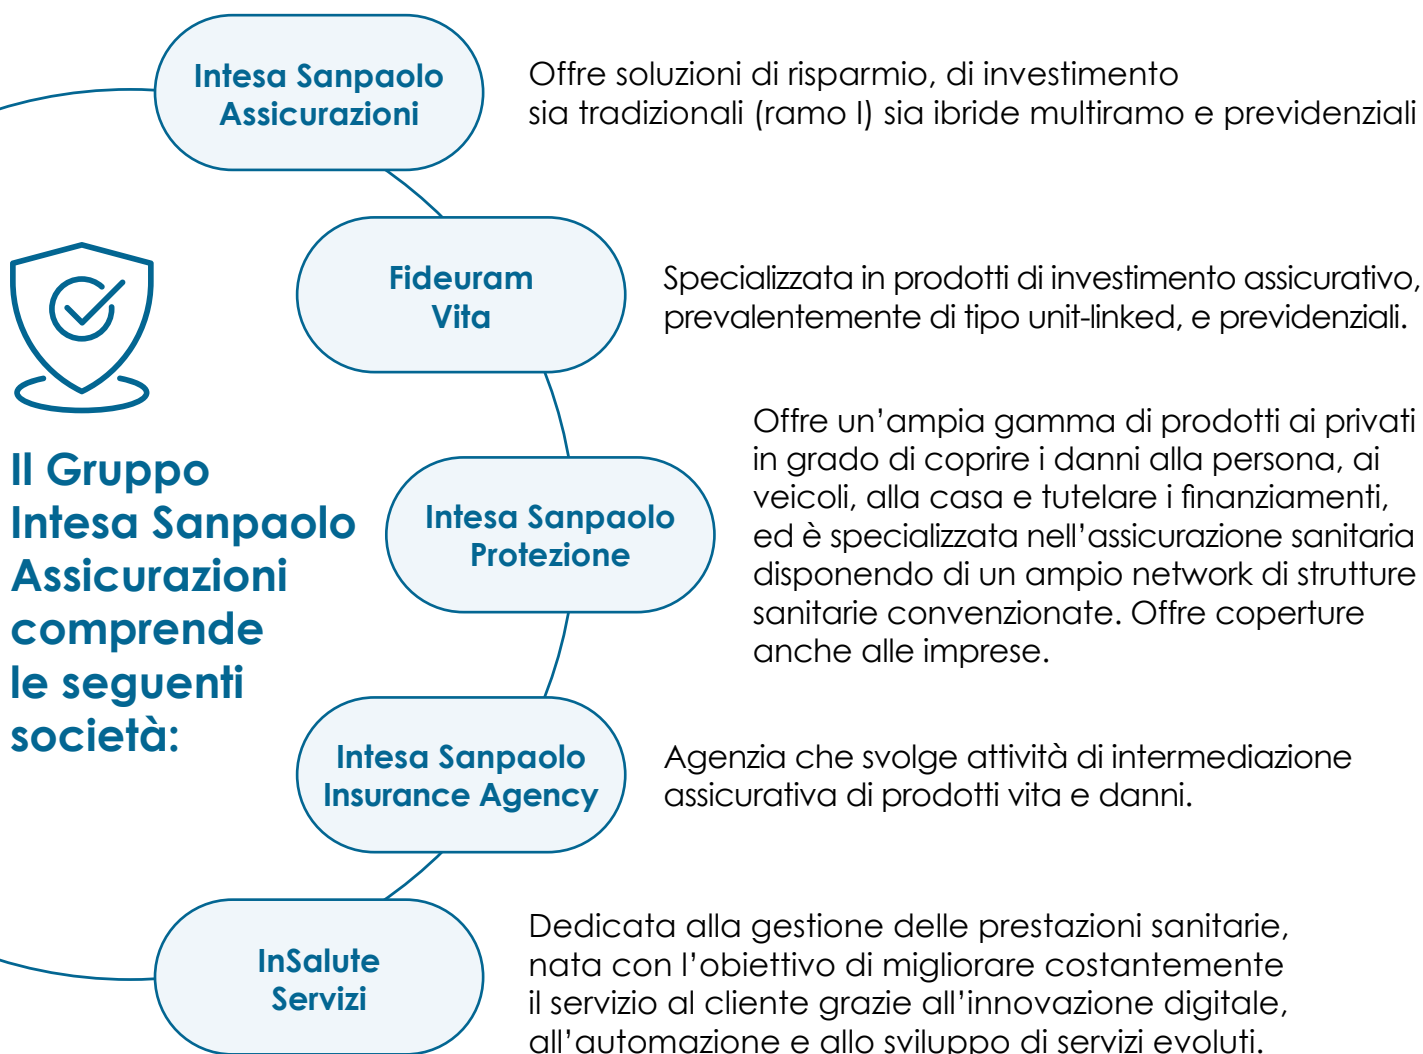 Intesa Sanpaolo
Assicurazioni
Offre soluzioni di risparmio, di investimento
sia tradizionali (ramo I) sia ibride multiramo e previdenziali
Fideuram
Vita
Specializzata in prodotti di investimento assicurativo,
prevalentemente di tipo unit-linked, e previdenziali.
Il Gruppo
Intesa Sanpaolo
Assicurazioni
comprende
le seguenti
società:
Intesa Sanpaolo
Protezione
Offre un’ampia gamma di prodotti ai privati
in grado di coprire i danni alla persona, ai
veicoli, alla casa e tutelare i finanziamenti,
ed è specializzata nell’assicurazione sanitaria
disponendo di un ampio network di strutture
sanitarie convenzionate. Offre coperture
anche alle imprese.
Intesa Sanpaolo
Insurance Agency
Agenzia che svolge attività di intermediazione
assicurativa di prodotti vita e danni.
InSalute
Servizi
Dedicata alla gestione delle prestazioni sanitarie,
nata con l’obiettivo di migliorare costantemente
il servizio al cliente grazie all’innovazione digitale,
all’automazione e allo sviluppo di servizi evoluti.